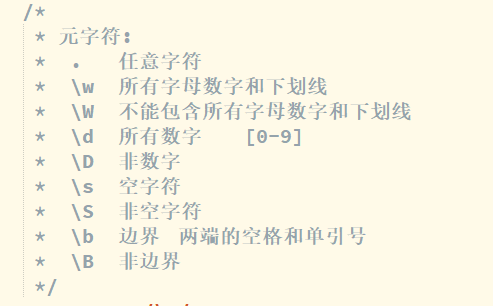 /*
* 元字符：
* . 任意字符
* \w 所有字母数字和下划线
* \W 不能包含所有字母数字和下划线
* \d 所有数字 [0-9]
* \D 非数字
* \s 空字符
* \S 非空字符
* \b 边界 两端的空格和单引号
* \B 非边界
*/